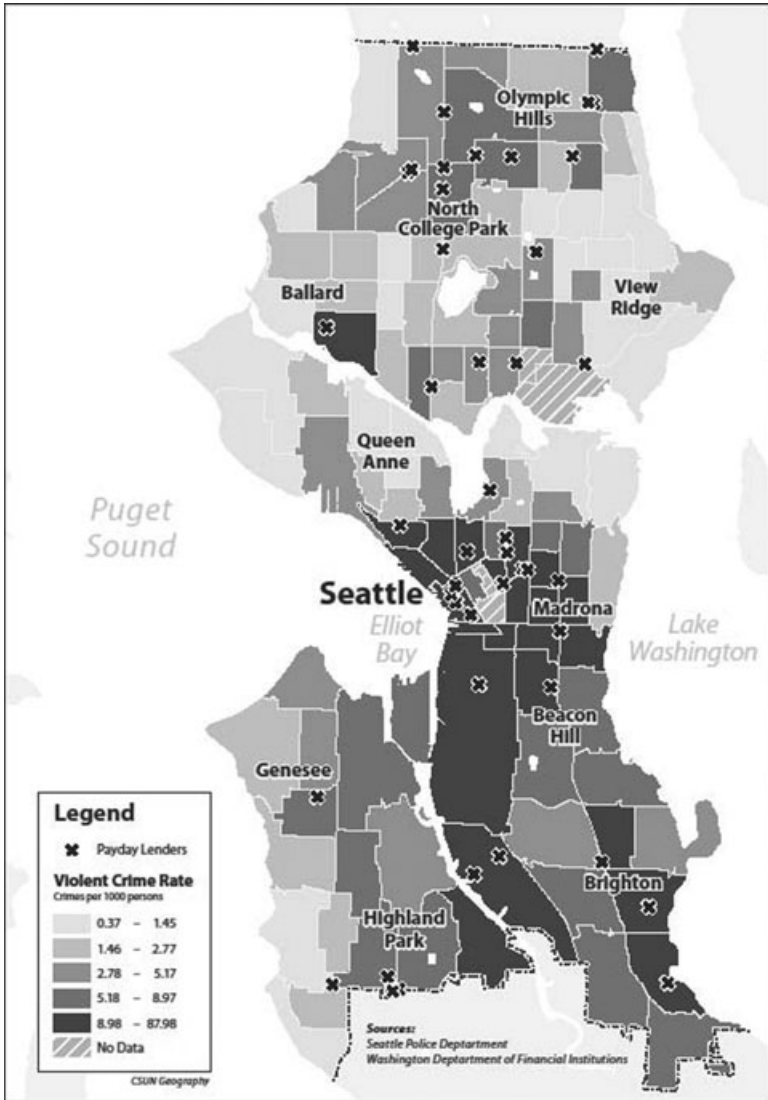 Olympic
Hills
North
College Park
Ballard
View
Ridge
Queen
Anne
Puget
Sound
Seattle
Elliot
Bay
Madrona
Lake
Washington
Beacon
Hill
Genesee
Brighton
Highland
Park
Legend
Payday Lenders
Violent Crime Rate
Crimes per 1000 persons
0.37 – 1.45
1.46 – 2.77
2.78 – 5.17
5.18 – 8.97
8.98 – 87.98
No Data
CSUN Geography
Sources:
Seattle Police Deptartment
Washington Deptartment of Financial Institutions